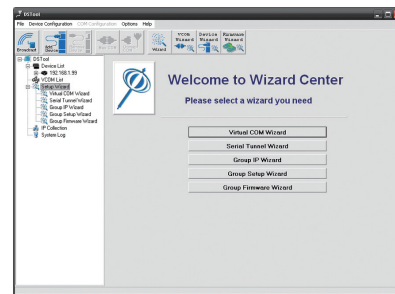 DSTool
File Device Configuration COM Configuration Options Help
Broadcast
Wizard
VCOM Wizard
Device Wizard
Firmware Wizard
DSTool
Device List
192.168.1.99
VCOM List
Setup Wizard
Virtual COM Wizard
Serial Tunnel Wizard
Group IP Wizard
Group Setup Wizard
Group Firmware Wizard
IP Collection
System Log
Welcome to Wizard Center
Please select a wizard you need
Virtual COM Wizard
Serial Tunnel Wizard
Group IP Wizard
Group Setup Wizard
Group Firmware Wizard